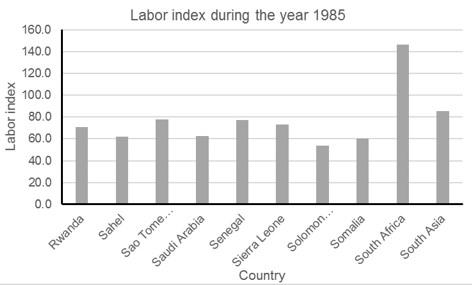 Labor index during the year 1985
160.0
140.0
120.0
100.0
80.0
60.0
40.0
20.0
0.0
Labor index
Rwanda
Sahel
Sao Tome...
Saudi Arabia
Senegal
Sierra Leone
Solomon...
Somalia
South Africa
South Asia
Country